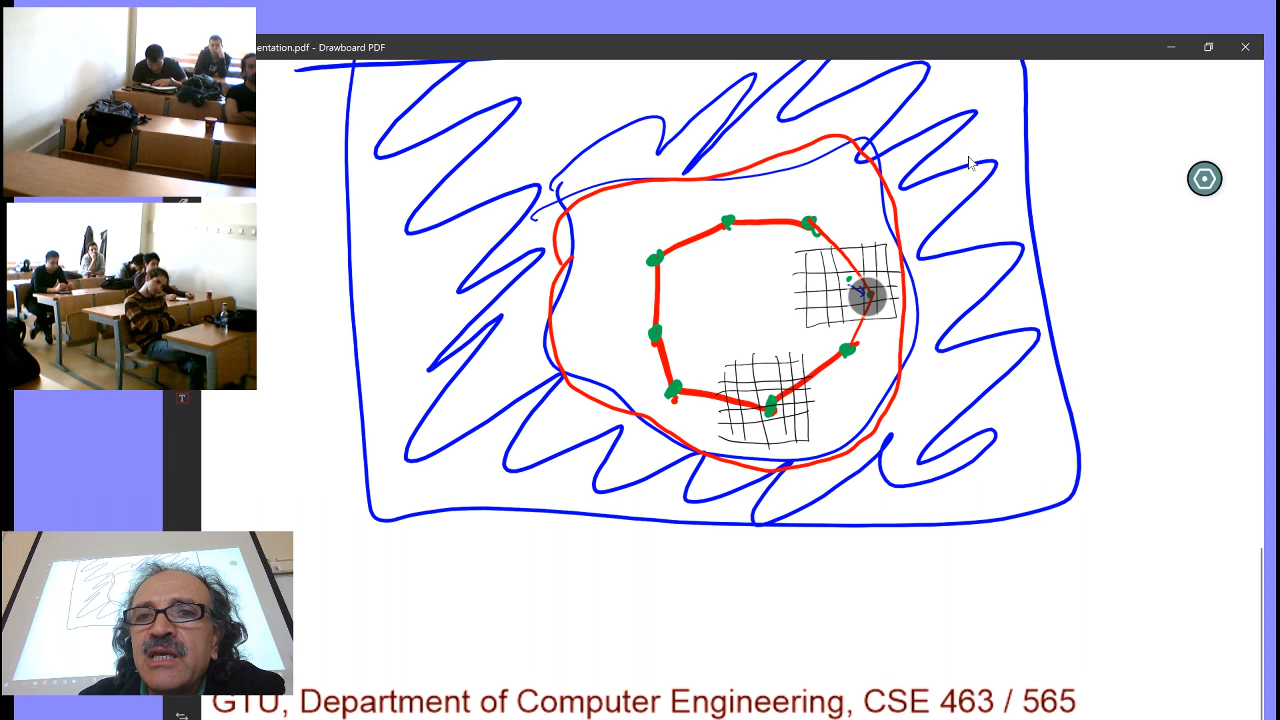 entation.pdf - Drawboard PDF
T
GTU, Department of Computer Engineering, CSE 463 / 565